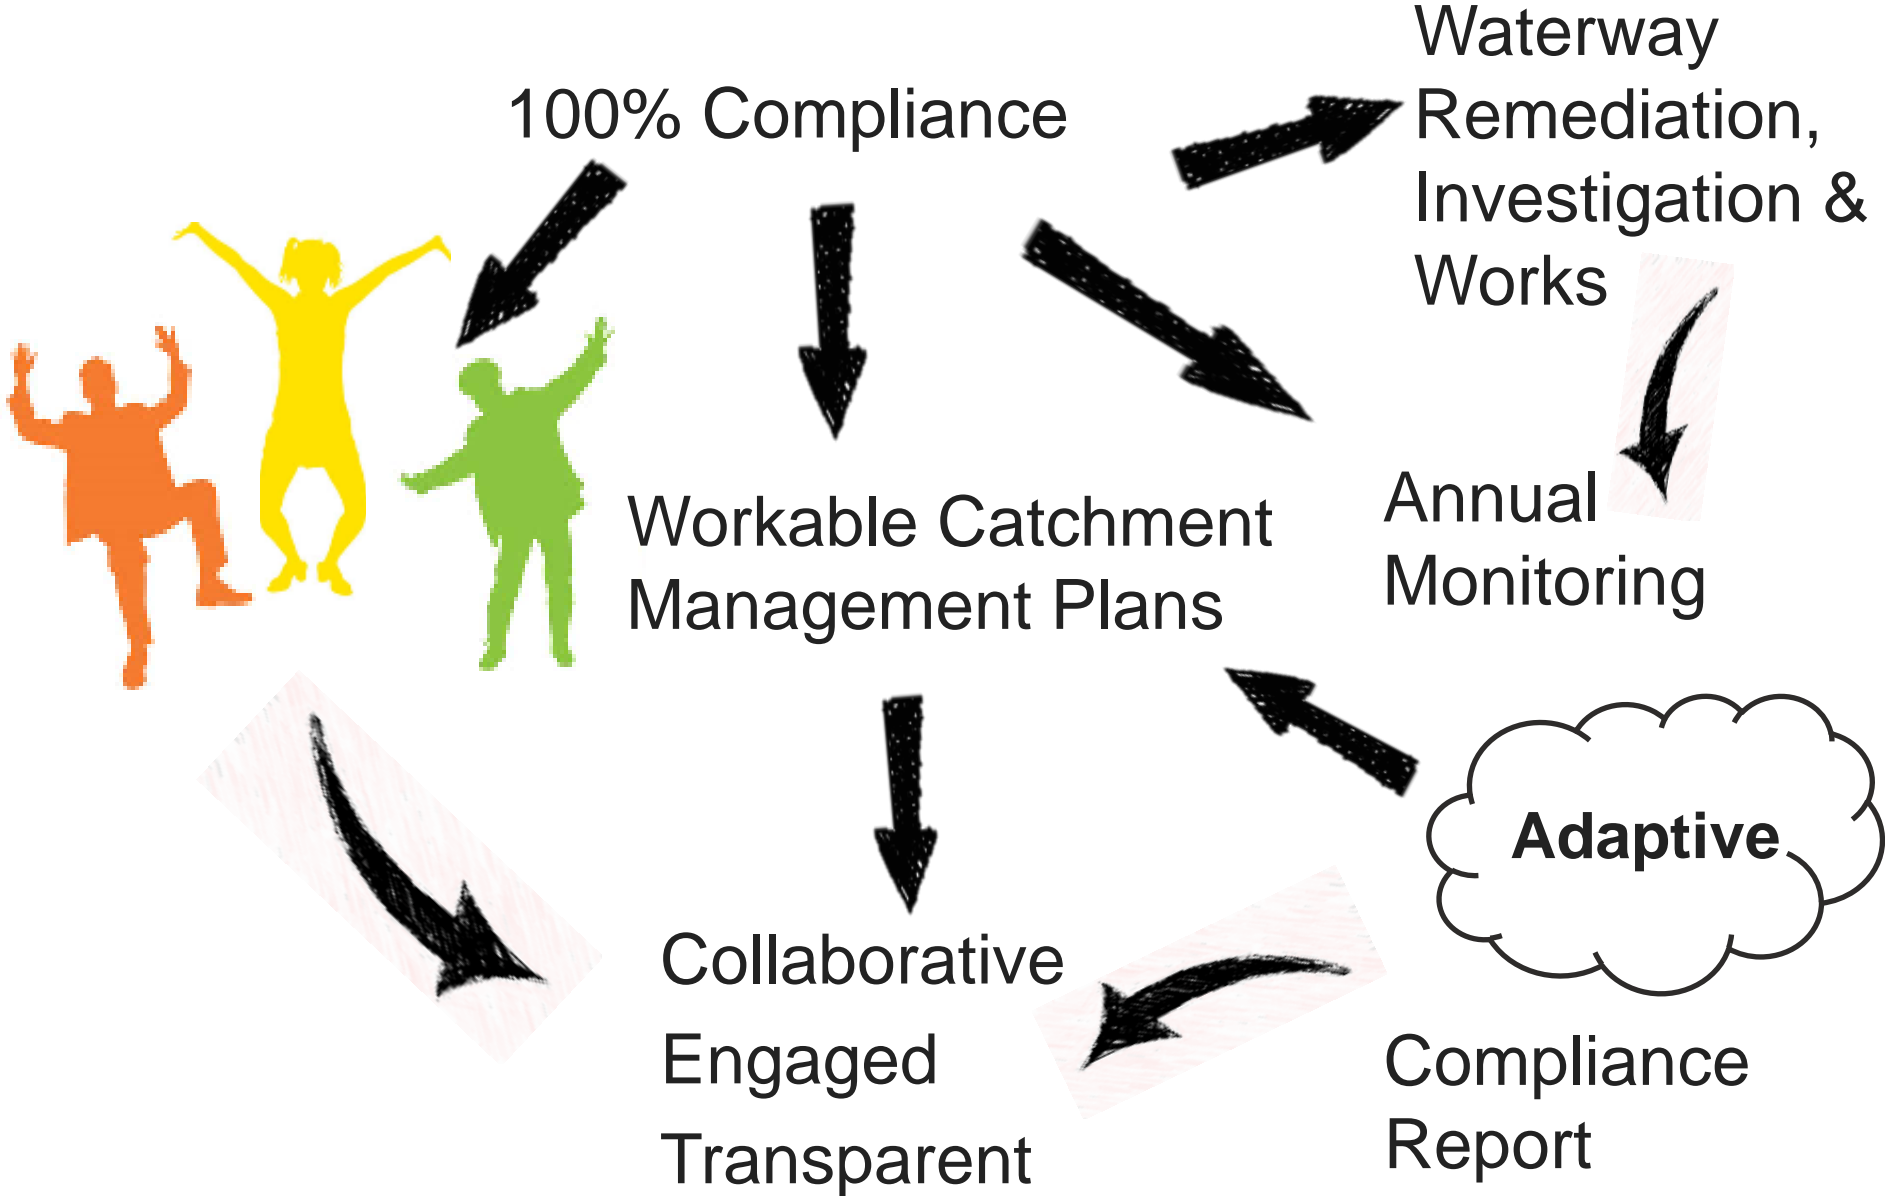 100% Compliance
Waterway
Remediation,
Investigation &
Works
Workable Catchment
Management Plans
Annual
Monitoring
Adaptive
Collaborative
Engaged
Transparent
Compliance
Report